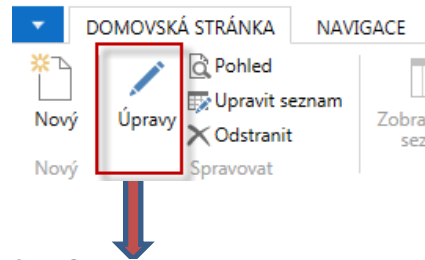 DOMOVSKÁ STRÁNKA NAVIGACE
Nový
Úpravy
Pohled
Upravit seznam
Odstranit
Nový
Spravovat